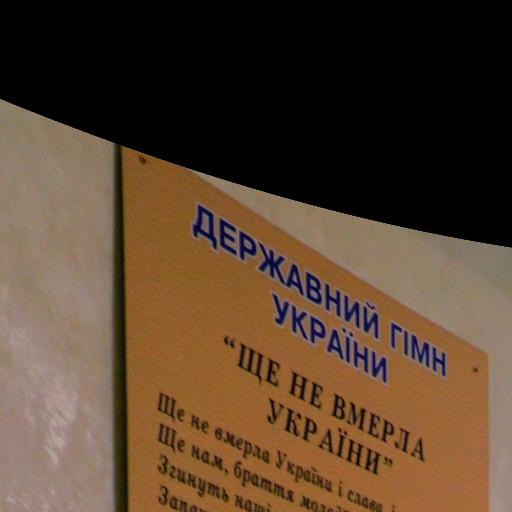 ДЕРЖАВНИЙ ГІМН
УКРАЇНИ
“ЩЕ НЕ ВМЕРЛА
УКРАЇНИ”
Ще не вмерла України і слава
Ще нам, браття
Згинуть